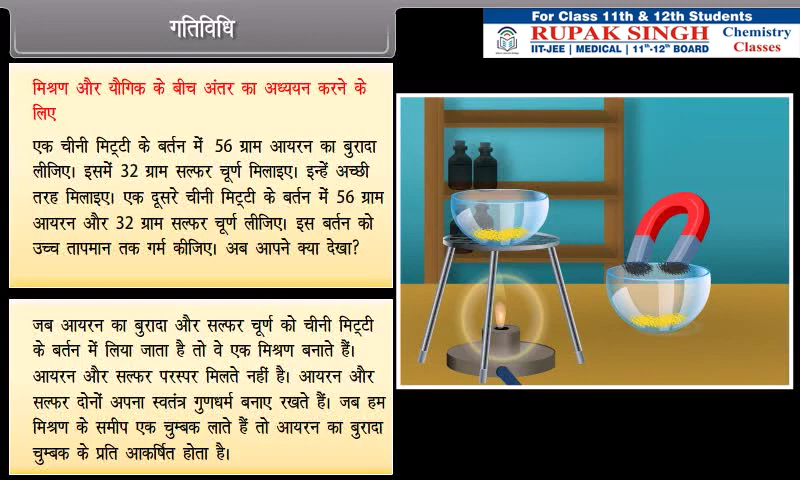 गतिविधि
For Class 11th & 12th Students
RUPAK SINGH
Chemistry
Classes
IIT-JEE | MEDICAL | 11th-12th BOARD
मिश्रण और यौगिक के बीच अंतर का अध्ययन करने के
लिए
एक चीनी मिट्टी के बर्तन में 56 ग्राम आयरन का बुरादा
लीजिए। इसमें 32 ग्राम सल्फर चूर्ण मिलाइए। इन्हें अच्छी
तरह मिलाइए। एक दूसरे चीनी मिट्टी के बर्तन में 56 ग्राम
आयरन और 32 ग्राम सल्फर चूर्ण लीजिए। इस बर्तन को
उच्च तापमान तक गर्म कीजिए। अब आपने क्या देखा?
जब आयरन का बुरादा और सल्फर चूर्ण को चीनी मिट्टी
के बर्तन में लिया जाता है तो वे एक मिश्रण बनाते हैं।
आयरन और सल्फर परस्पर मिलते नहीं है। आयरन और
सल्फर दोनों अपना स्वतंत्र गुणधर्म बनाए रखते हैं। जब हम
मिश्रण के समीप एक चुम्बक लाते हैं तो आयरन का बुरादा
चुम्बक के प्रति आकर्षित होता है।